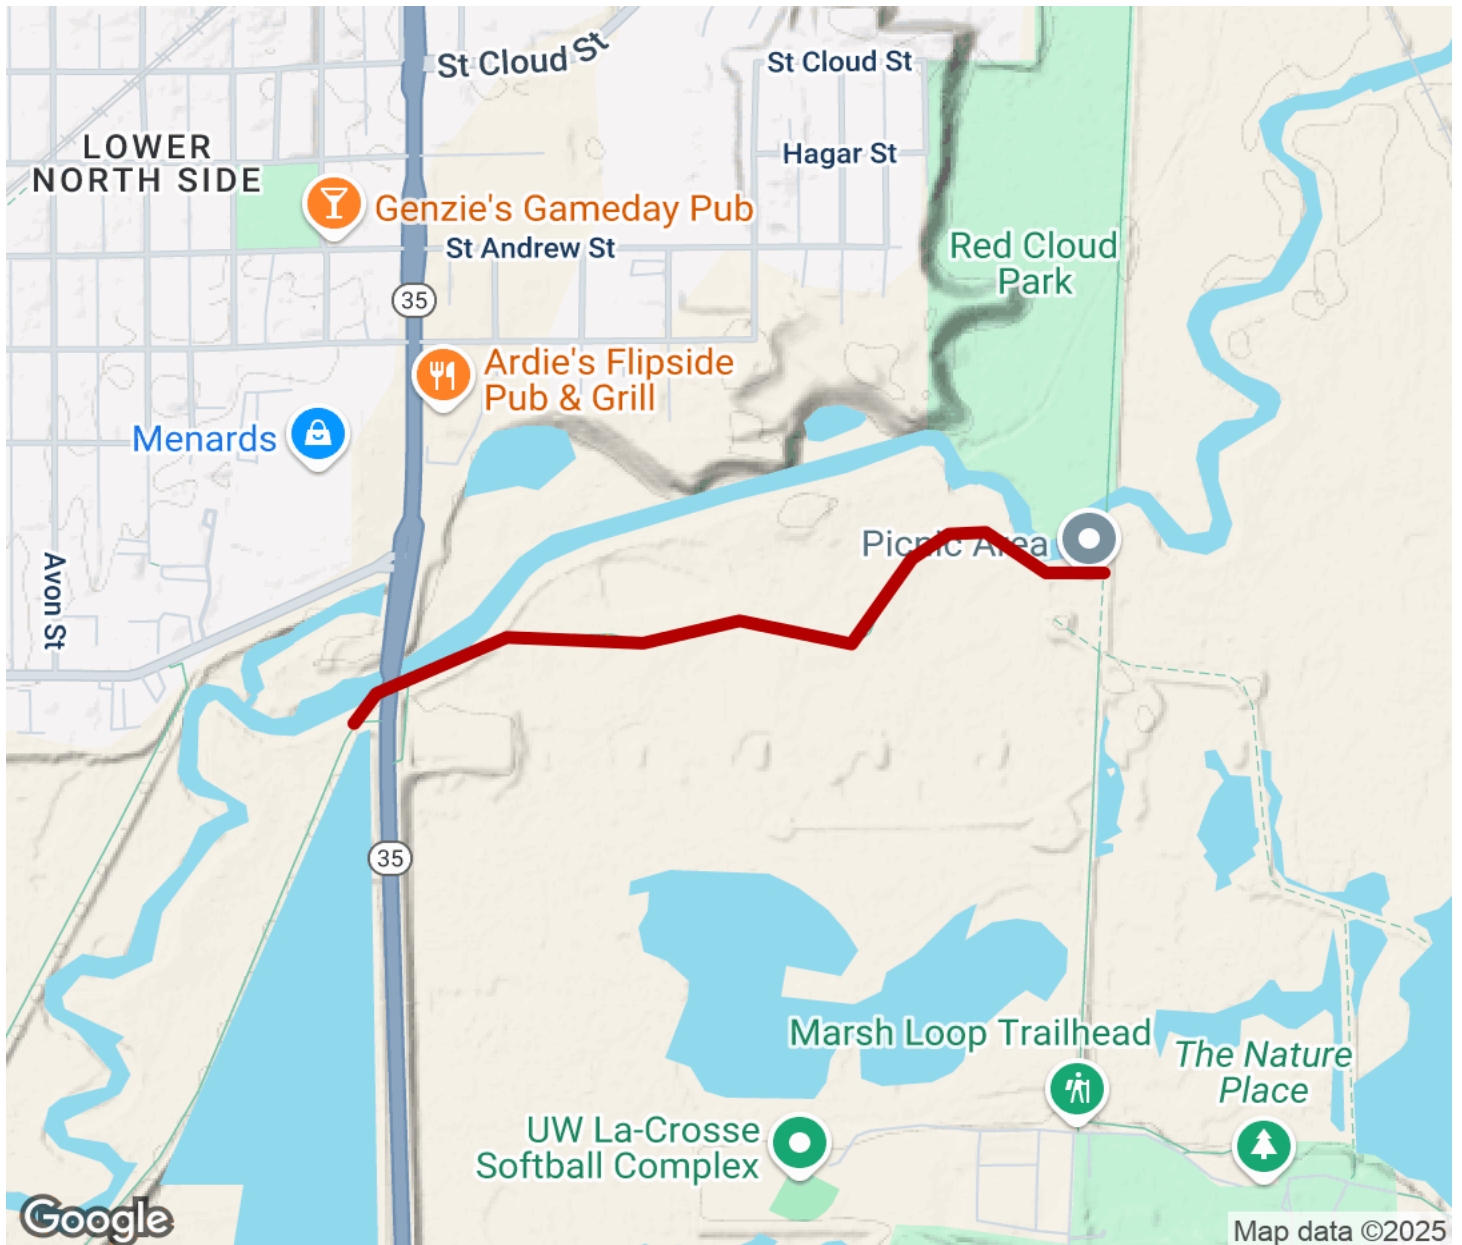 St Cloud St
St Cloud St
LOWER
NORTH SIDE
Hagar St
Genzie's Gameday Pub
St Andrew St
Red Cloud
Park
35
Ardie's Flipside
Pub & Grill
Menards
Picnic Area
Avon St
35
Marsh Loop Trailhead
The Nature
Place
UW La-Crosse
Softball Complex
Google
Map data ©2025